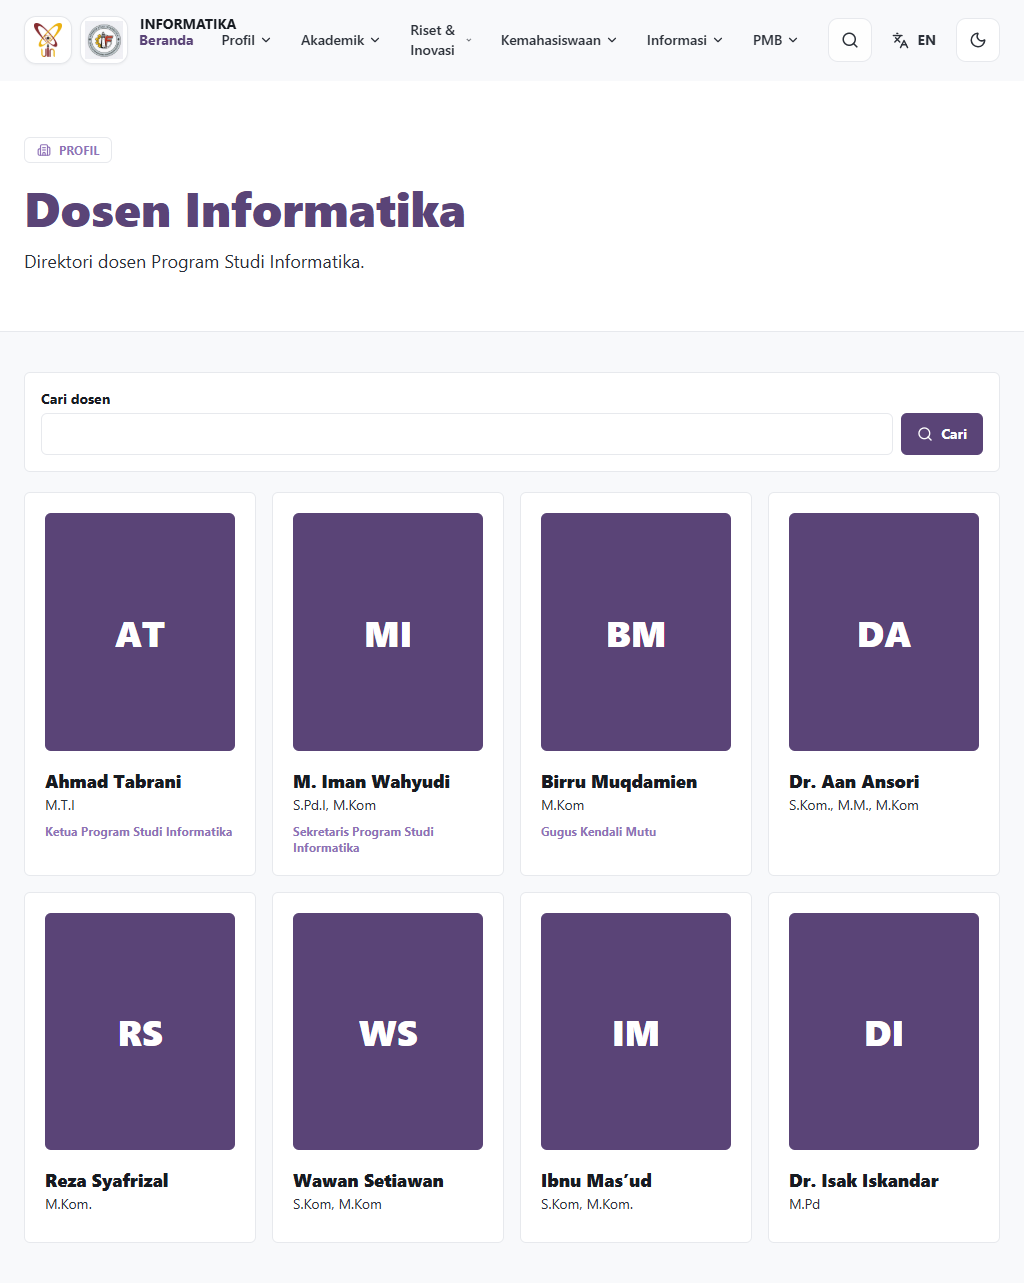 INFORMATIKA
Beranda
Profil
Akademik
Riset &
Inovasi
Kemahasiswaan
Informasi
PMB
EN
PROFIL
Dosen Informatika
Direktori dosen Program Studi Informatika.
Cari dosen
Cari
AT
MI
BM
DA
Ahmad Tabrani
M.T.I
Ketua Program Studi Informatika
M. Iman Wahyudi
S.Pd.I, M.Kom
Sekretaris Program Studi
Informatika
Birru Muqdamien
M.Kom
Gugus Kendali Mutu
Dr. Aan Ansori
S.Kom., M.M., M.Kom
RS
WS
IM
DI
Reza Syafrizal
M.Kom.
Wawan Setiawan
S.Kom, M.Kom
Ibnu Mas’ud
S.Kom, M.Kom.
Dr. Isak Iskandar
M.Pd